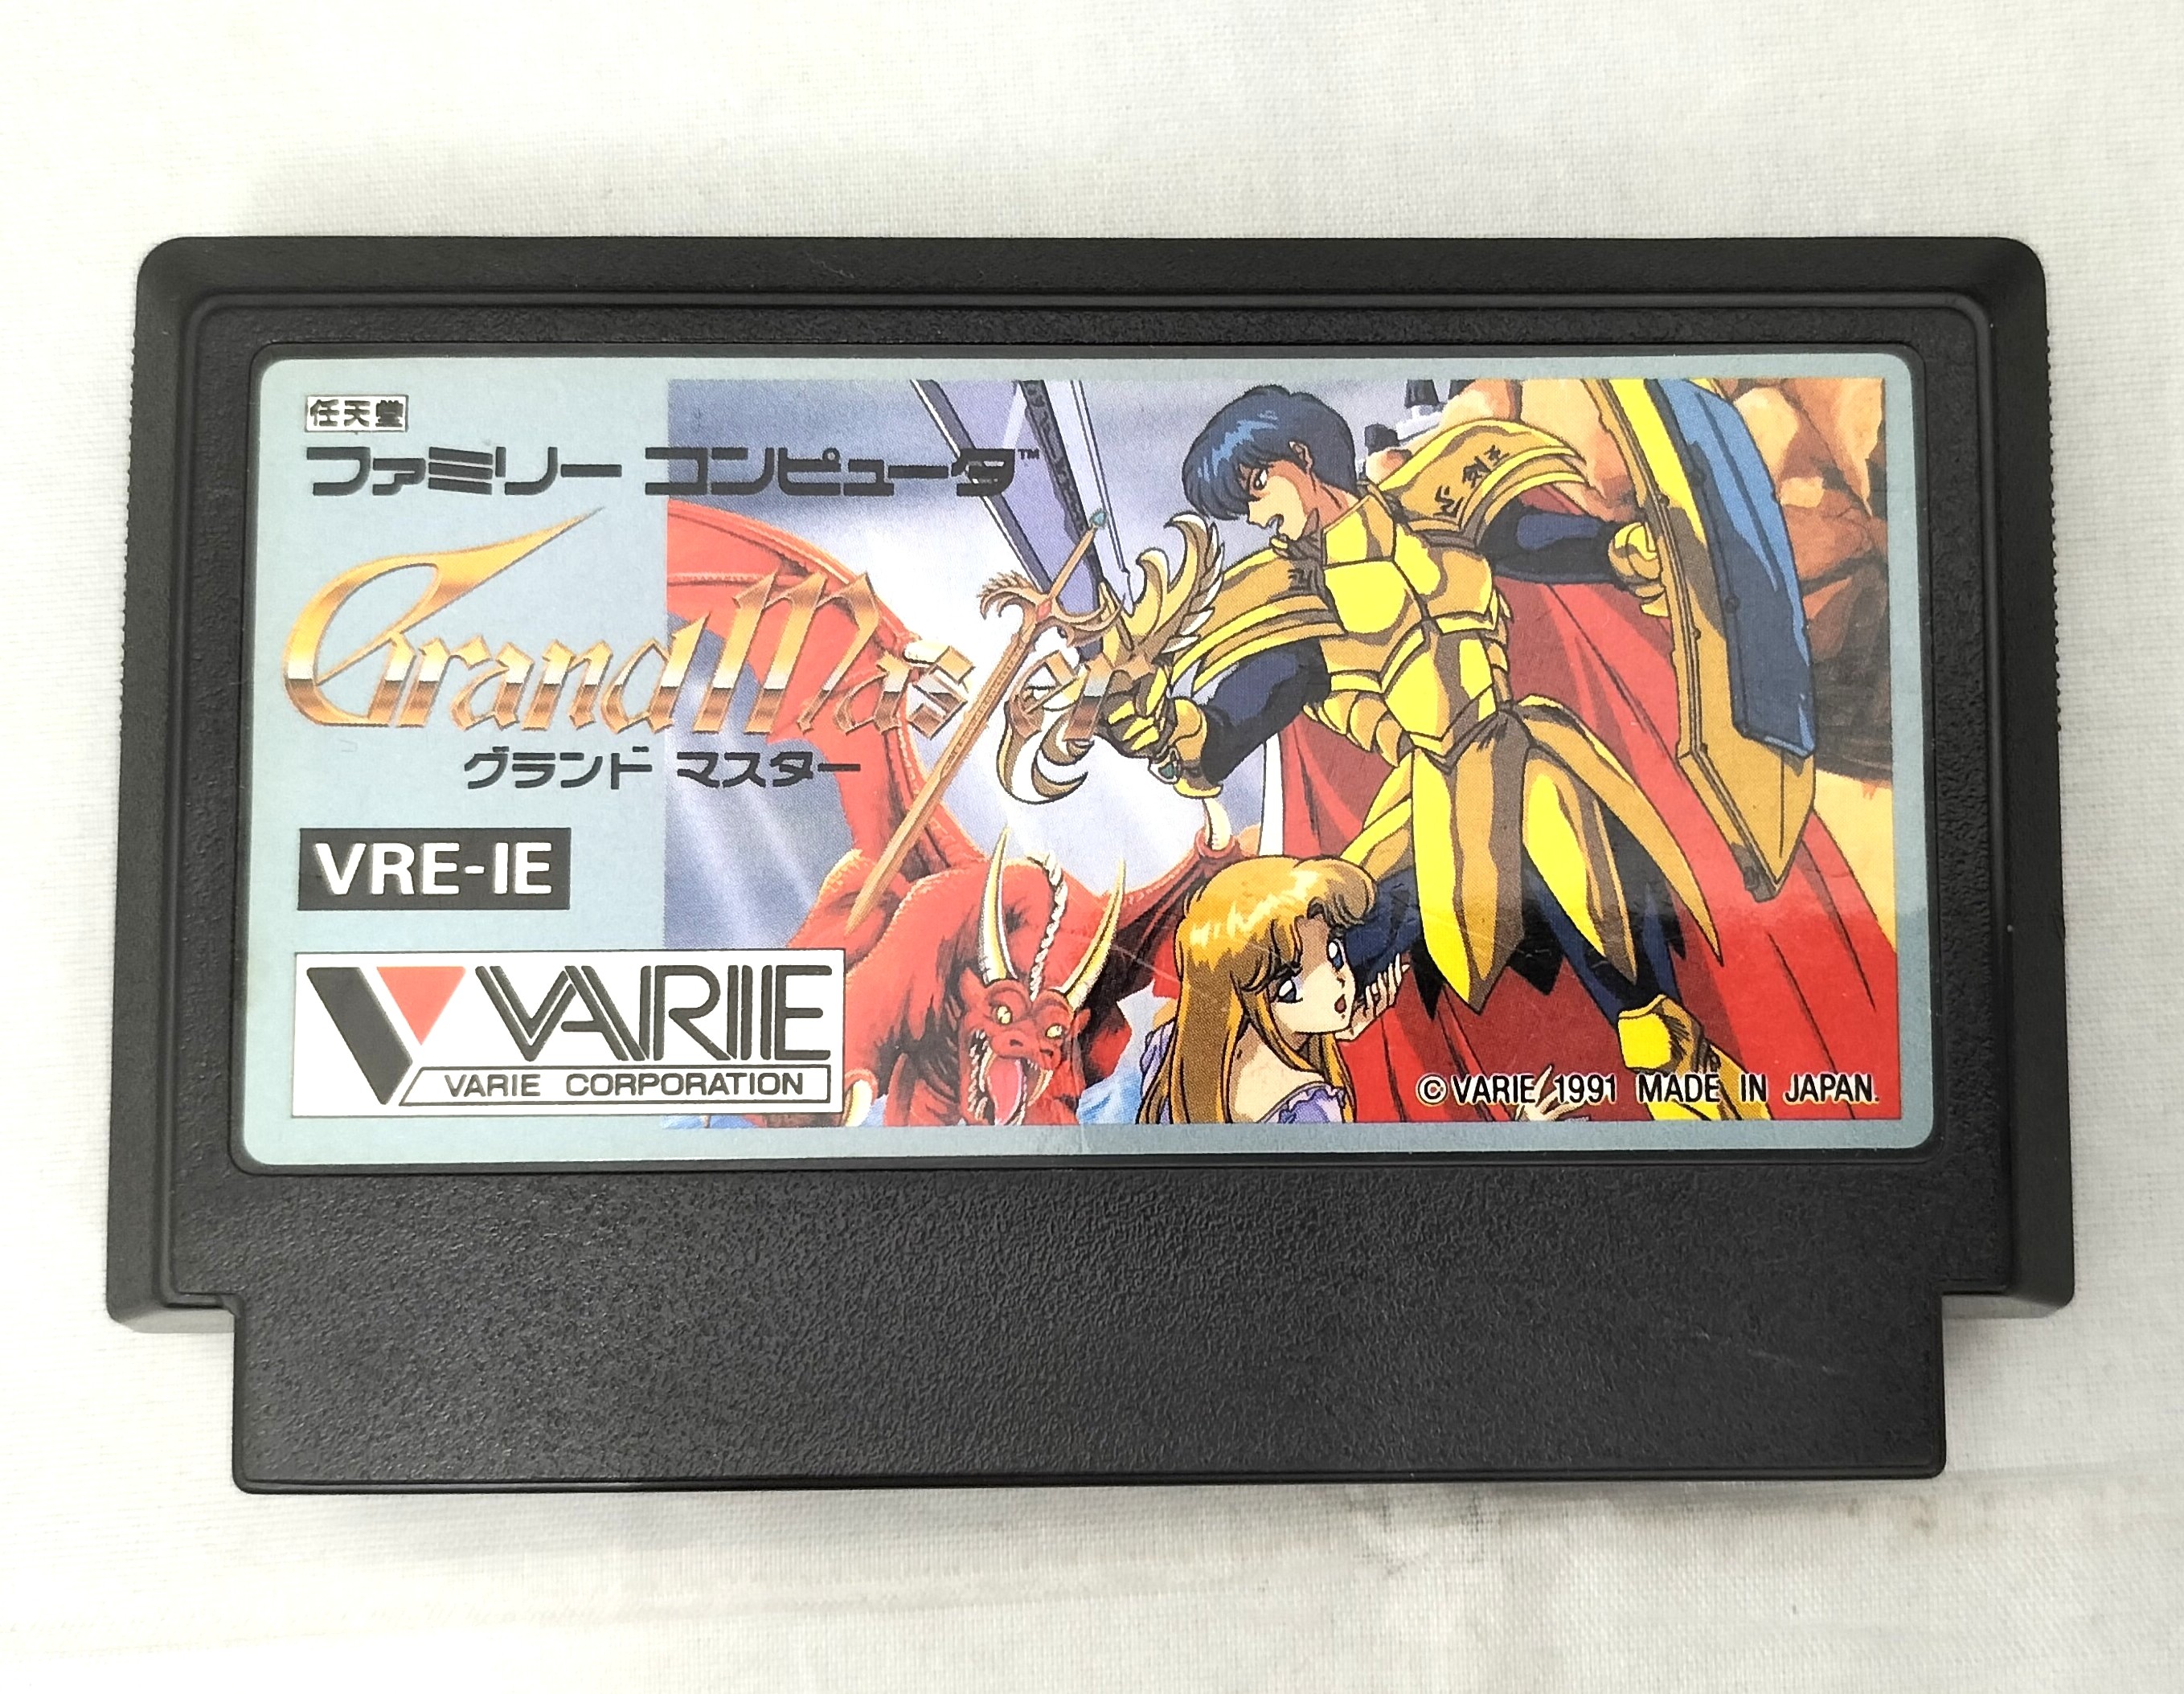 任天堂
ファミリー コンピュータ™
Grand Master
グランド マスター
VRE-IE
VARIE
VARIE CORPORATION
©VARIE 1991 MADE IN JAPAN.